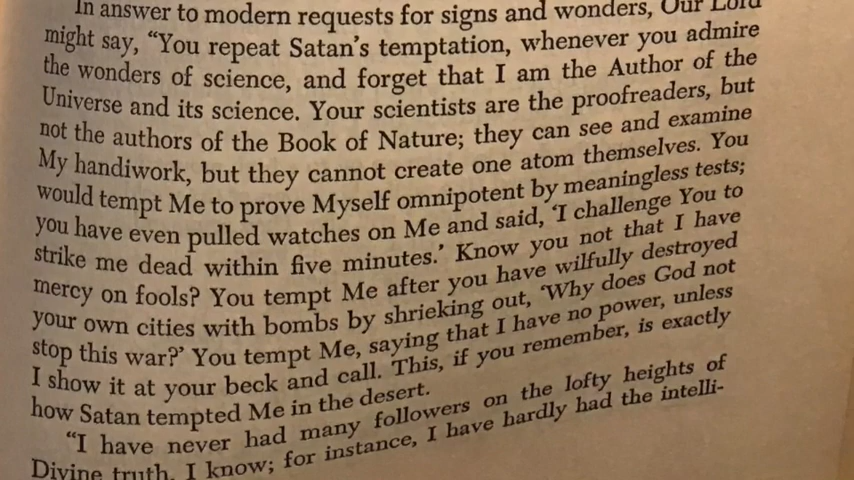 In answer to modern requests for signs and wonders, Our Lord
might say, “You repeat Satan’s temptation, whenever you admire
the wonders of science, and forget that I am the Author of the
Universe and its science. Your scientists are the proofreaders, but
not the authors of the Book of Nature; they can see and examine
My handiwork, but they cannot create one atom themselves. You
would tempt Me to prove Myself omnipotent by meaningless tests;
you have even pulled watches on Me and said, ‘I challenge You to
strike me dead within five minutes.’ Know you not that I have
mercy on fools? You tempt Me after you have wilfully destroyed
your own cities with bombs by shrieking out, ‘Why does God not
stop this war?’ You tempt Me, saying that I have no power, unless
I show it at your beck and call. This, if you remember, is exactly
how Satan tempted Me in the desert.
“I have never had many followers on the lofty heights of
Divine truth, I know; for instance, I have hardly had the intelli-